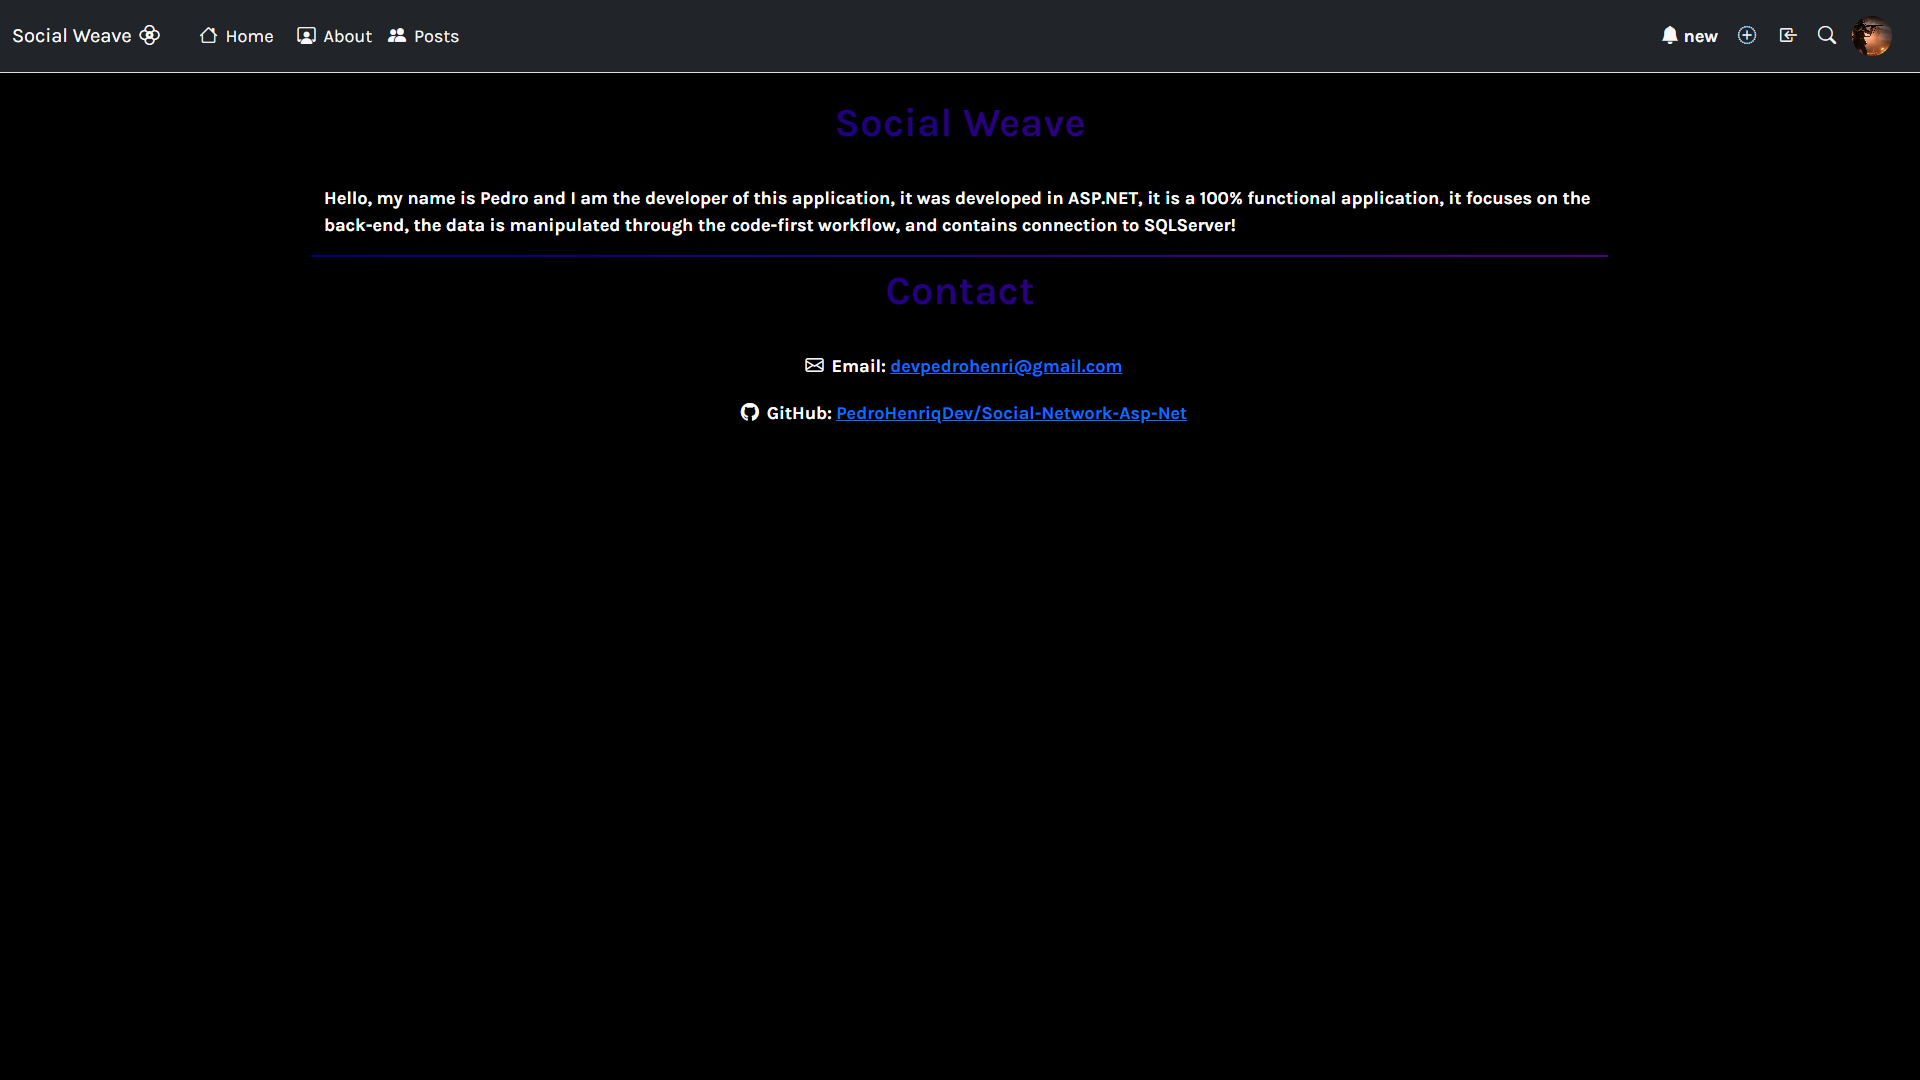 Social Weave
Home
About
Posts
new
Social Weave
Hello, my name is Pedro and I am the developer of this application, it was developed in ASP.NET, it is a 100% functional application, it focuses on the
back-end, the data is manipulated through the code-first workflow, and contains connection to SQLServer!
Contact
Email: devpedrohenri@gmail.com
GitHub: PedroHenriqDev/Social-Network-Asp-Net